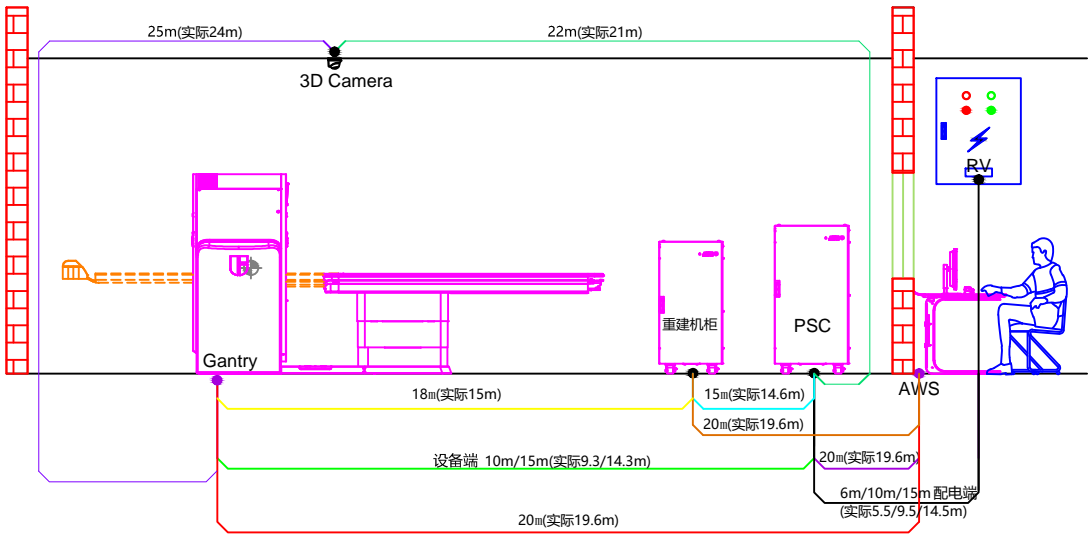 25m(实际24m)
22m(实际21m)
3D Camera
RV
重建机柜
PSC
Gantry
AWS
18m(实际15m)
15m(实际14.6m)
20m(实际19.6m)
设备端 10m/15m(实际9.3/14.3m)
20m(实际19.6m)
6m/10m/15m 配电端
(实际5.5/9.5/14.5m)
20m(实际19.6m)